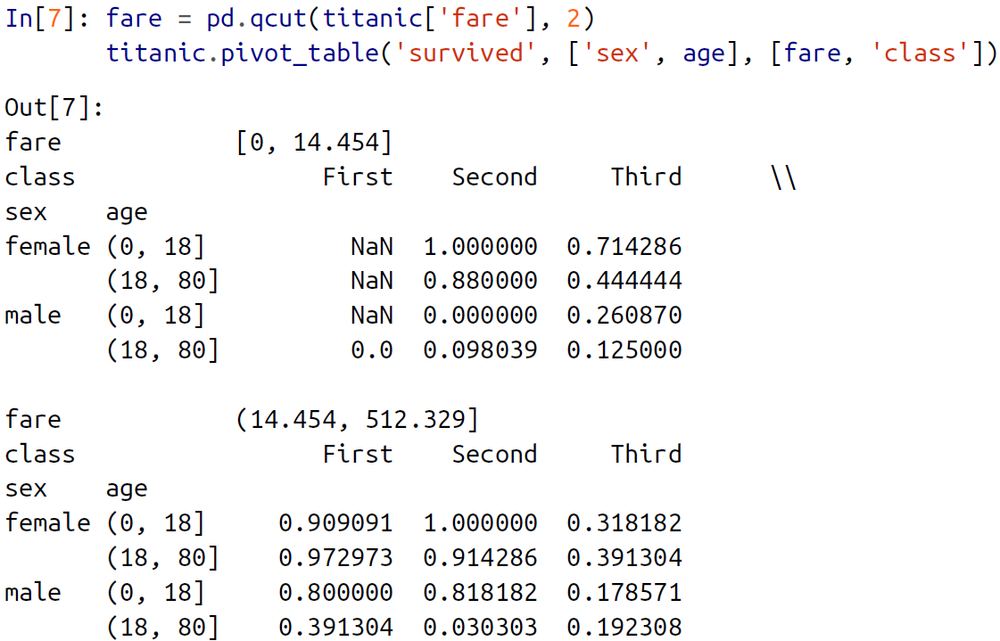 In[7]: fare = pd.qcut(titanic['fare'], 2)
       titanic.pivot_table('survived', ['sex', age], [fare, 'class'])
Out[7]:
fare            [0, 14.454]
class                 First    Second     Third      \\
sex    age
female (0, 18]          NaN  1.000000  0.714286
       (18, 80]         NaN  0.880000  0.444444
male   (0, 18]          NaN  0.000000  0.260870
       (18, 80]         0.0  0.098039  0.125000
fare            (14.454, 512.329]
class                 First    Second     Third
sex    age
female (0, 18]     0.909091  1.000000  0.318182
       (18, 80]    0.972973  0.914286  0.391304
male   (0, 18]     0.800000  0.818182  0.178571
       (18, 80]    0.391304  0.030303  0.192308